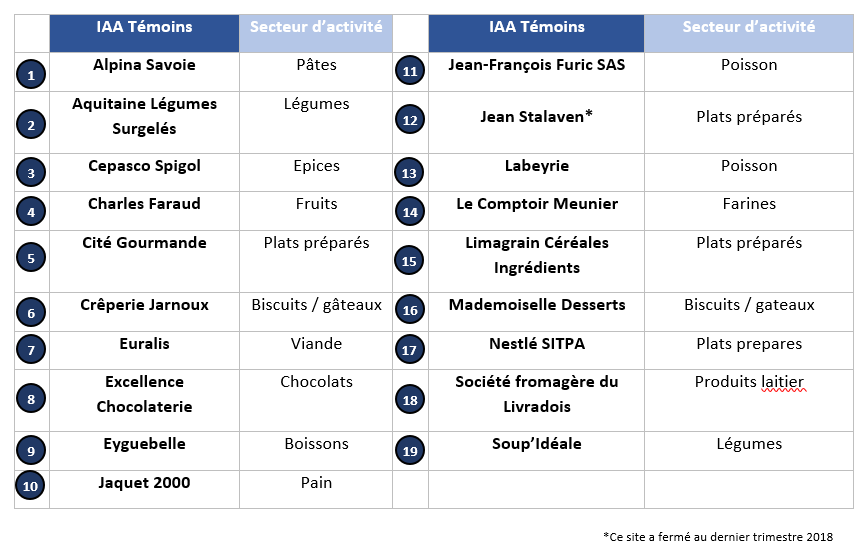 IAA Témoins Secteur d'activité IAA Témoins Secteur d'activité
1 Alpina Savoie Pâtes 11 Jean-François Furic SAS Poisson
2 Aquitaine Légumes Surgelés Légumes 12 Jean Stalaven* Plats préparés
3 Cepasco Spigol Epices 13 Labeyrie Poisson
4 Charles Faraud Fruits 14 Le Comptoir Meunier Farines
5 Cité Gourmande Plats préparés 15 Limagrain Céréales Ingrédients Plats préparés
6 Crêperie Jarnoux Biscuits / gâteaux 16 Mademoiselle Desserts Biscuits / gateaux
7 Euralis Viande 17 Nestlé SITPA Plats prepares
8 Excellence Chocolaterie Chocolats 18 Société fromagère du Livradois Produits laitier
9 Eyguebelle Boissons 19 Soup'Idéale Légumes
10 Jaquet 2000 Pain
*Ce site a fermé au dernier trimestre 2018